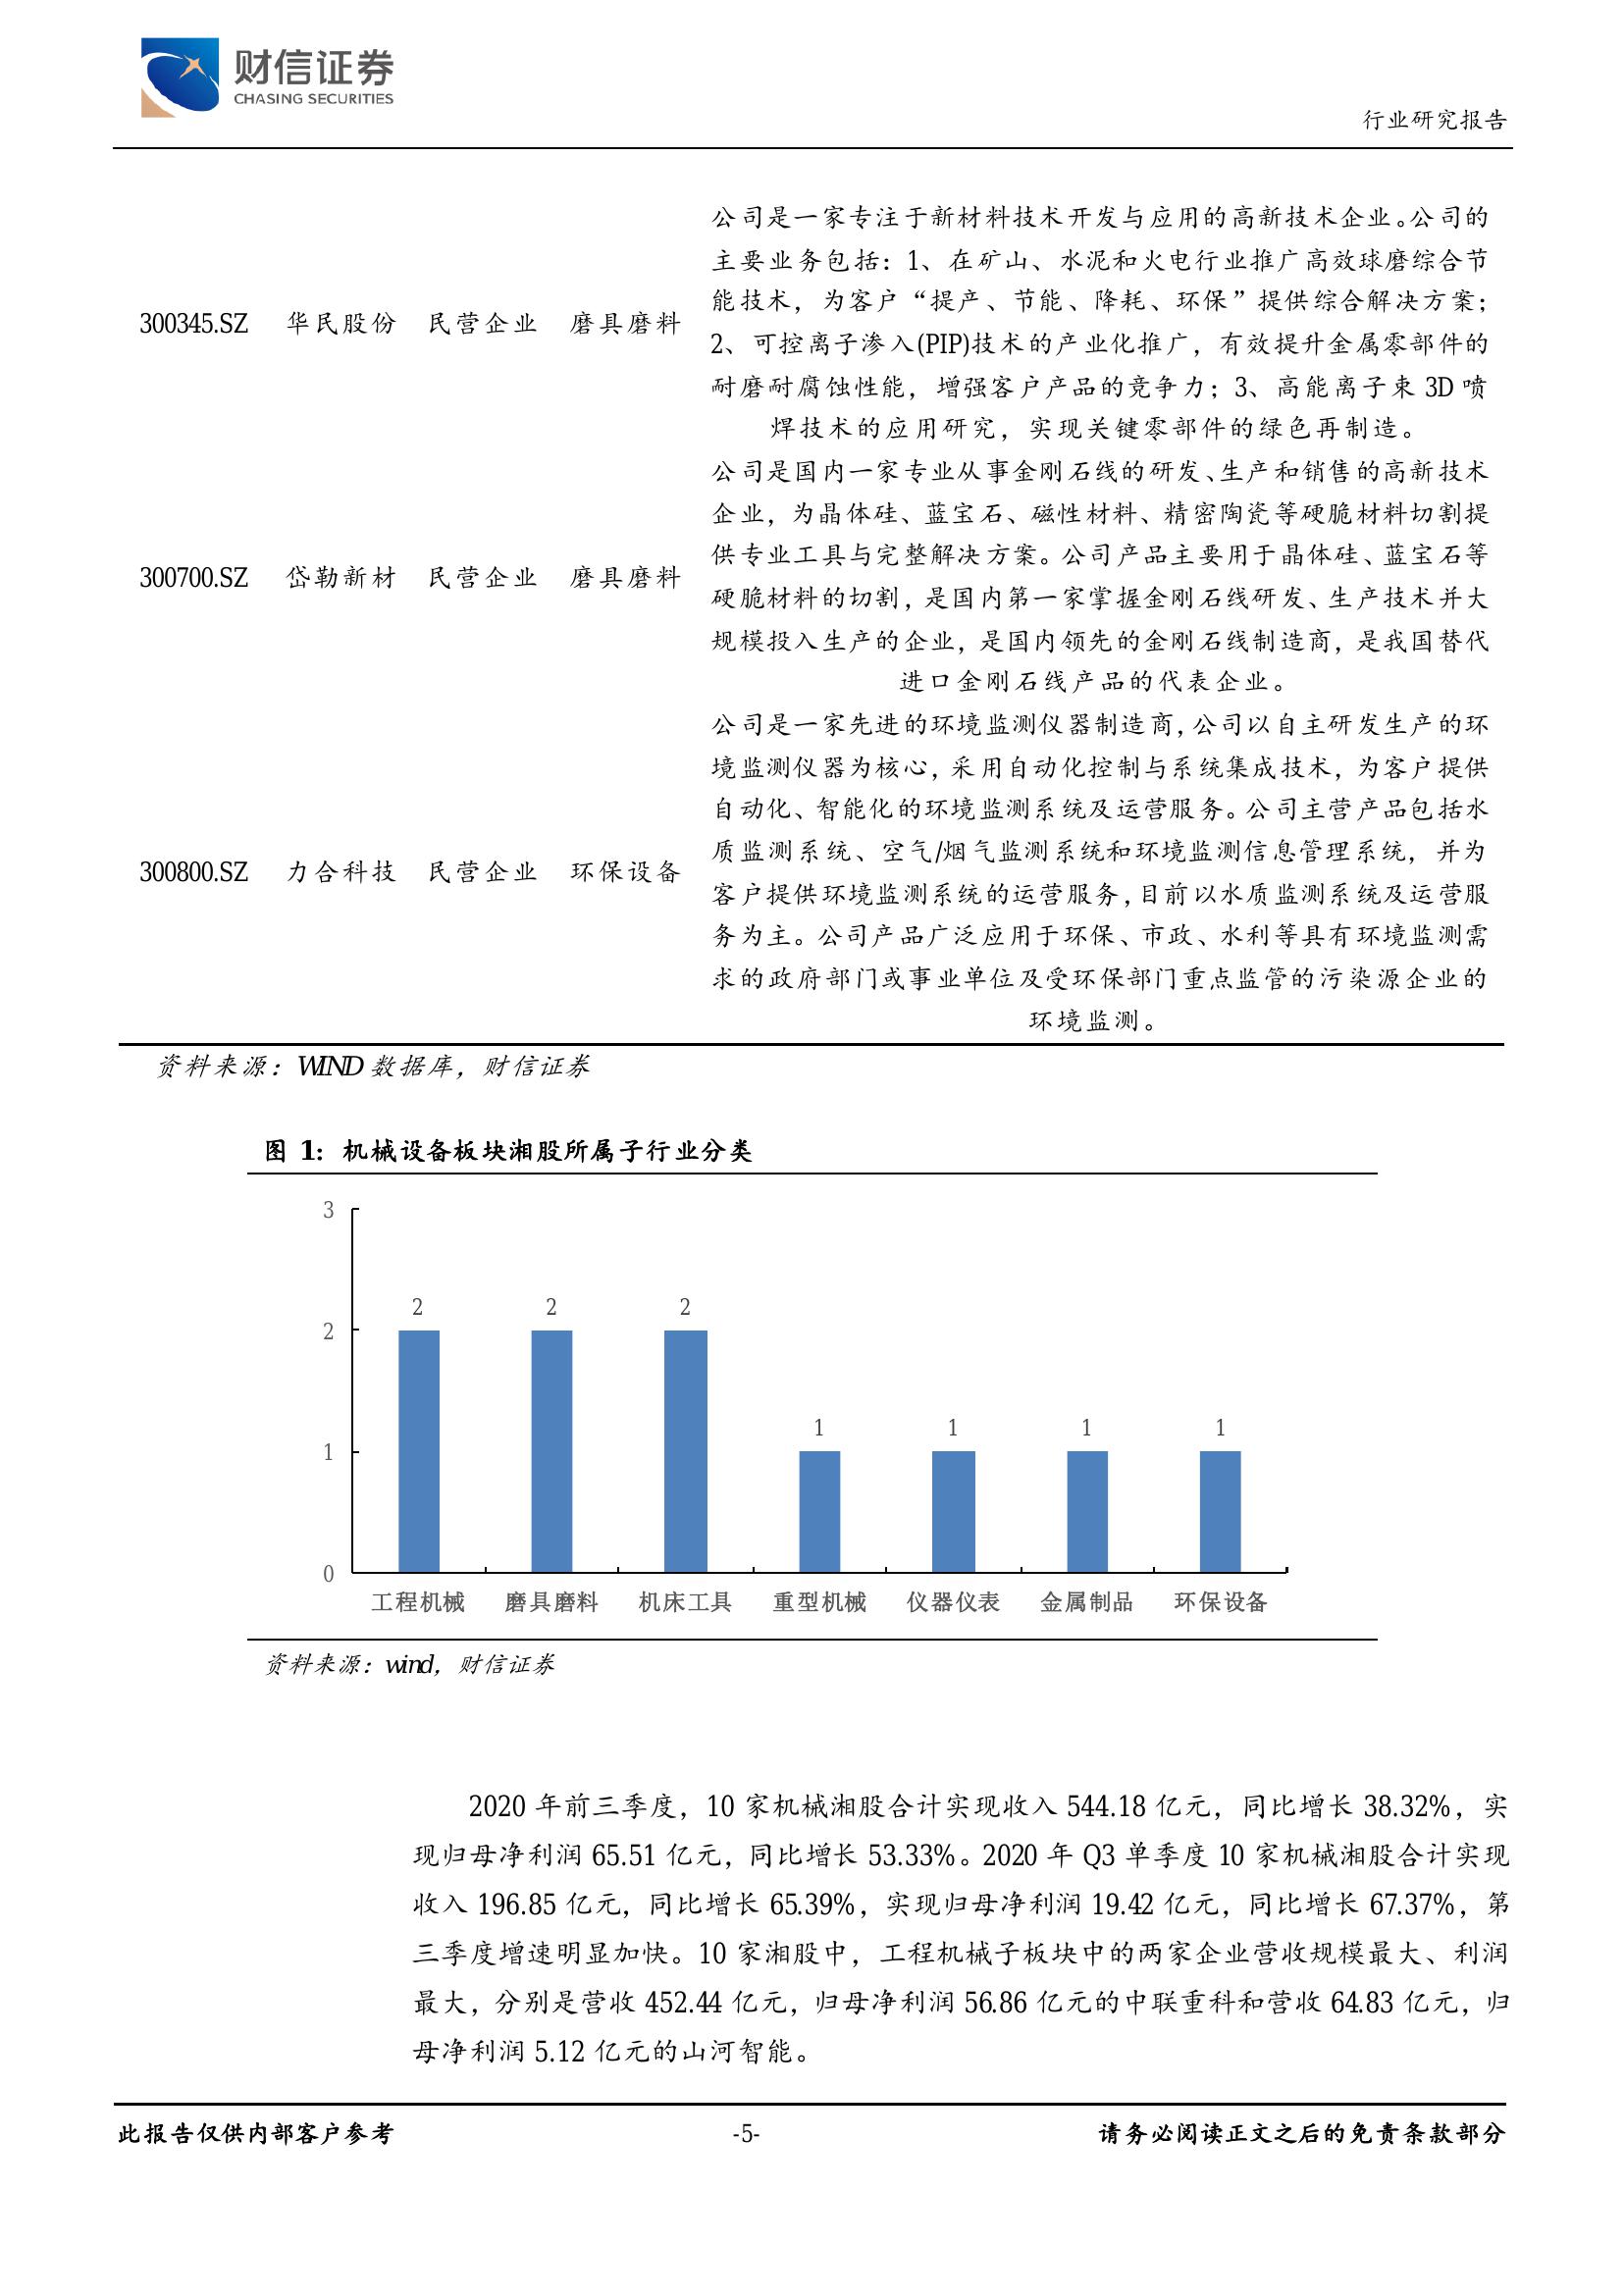 财信证券
CHASING SECURITIES
行业研究报告
公司是一家专注于新材料技术开发与应用的高新技术企业。公司的
主要业务包括：1、在矿山、水泥和火电行业推广高效球磨综合节
能技术，为客户“提产、节能、降耗、环保”提供综合解决方案；
300345.SZ 华民股份 民营企业 磨具磨料
2、可控离子渗入(PIP)技术的产业化推广，有效提升金属零部件的
耐磨耐腐蚀性能，增强客户产品的竞争力；3、高能离子束 3D 喷
焊技术的应用研究，实现关键零部件的绿色再制造。
公司是国内一家专业从事金刚石线的研发、生产和销售的高新技术
企业，为晶体硅、蓝宝石、磁性材料、精密陶瓷等硬脆材料切割提
供专业工具与完整解决方案。公司产品主要用于晶体硅、蓝宝石等
300700.SZ 岱勒新材 民营企业 磨具磨料
硬脆材料的切割，是国内第一家掌握金刚石线研发、生产技术并大
规模投入生产的企业，是国内领先的金刚石线制造商，是我国替代
进口金刚石线产品的代表企业。
公司是一家先进的环境监测仪器制造商，公司以自主研发生产的环
境监测仪器为核心，采用自动化控制与系统集成技术，为客户提供
自动化、智能化的环境监测系统及运营服务。公司主营产品包括水
质监测系统、空气/烟气监测系统和环境监测信息管理系统，并为
300800.SZ 力合科技 民营企业 环保设备
客户提供环境监测系统的运营服务，目前以水质监测系统及运营服
务为主。公司产品广泛应用于环保、市政、水利等具有环境监测需
求的政府部门或事业单位及受环保部门重点监管的污染源企业的
环境监测。
资料来源：WIND 数据库，财信证券
图 1：机械设备板块湘股所属子行业分类
3
2 2 2
2
1 1 1 1
1
0
工程机械 磨具磨料 机床工具 重型机械 仪器仪表 金属制品 环保设备
资料来源：wind，财信证券
2020 年前三季度，10 家机械湘股合计实现收入 544.18 亿元，同比增长 38.32%，实
现归母净利润 65.51 亿元，同比增长 53.33%。2020 年 Q3 单季度 10 家机械湘股合计实现
收入 196.85 亿元，同比增长 65.39%，实现归母净利润 19.42 亿元，同比增长 67.37%，第
三季度增速明显加快。10 家湘股中，工程机械子板块中的两家企业营收规模最大、利润
最大，分别是营收 452.44 亿元，归母净利润 56.86 亿元的中联重科和营收 64.83 亿元，归
母净利润 5.12 亿元的山河智能。
此报告仅供内部客户参考 -5- 请务必阅读正文之后的免责条款部分